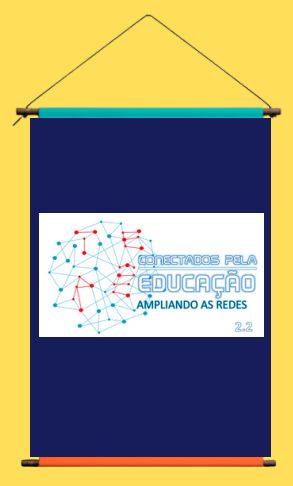 CONECTADOS PELA
EDUCAÇÃO
AMPLIANDO AS REDES
2.2